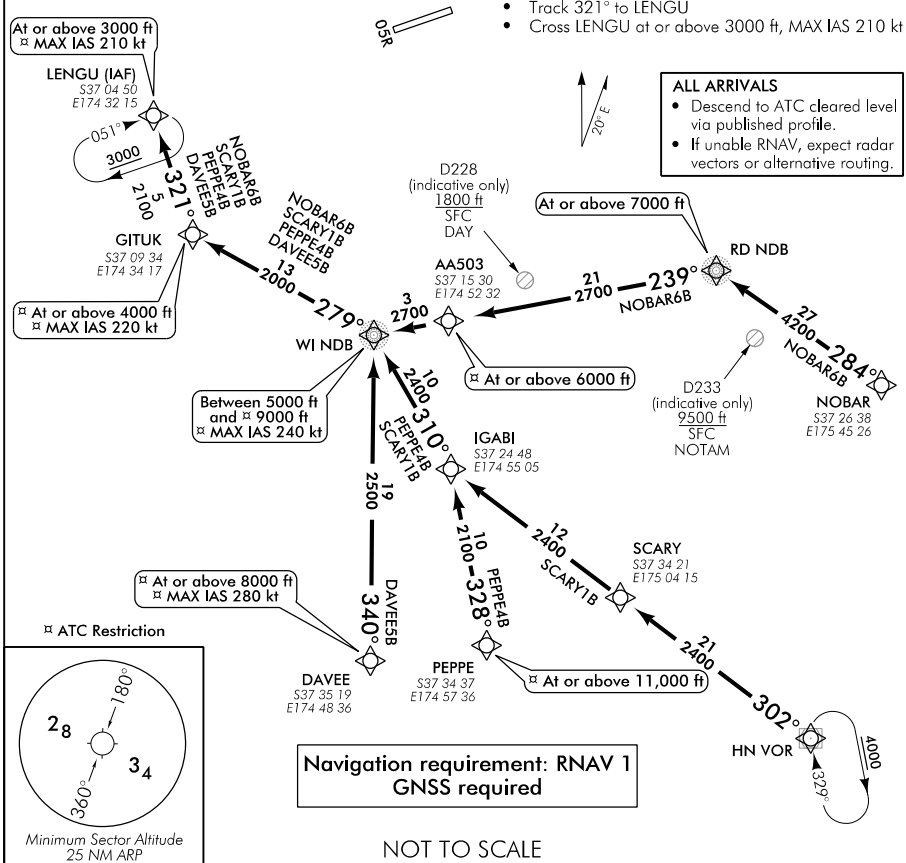 • Track 321° to LENGU
• Cross LENGU at or above 3000 ft, MAX IAS 210 kt
05R
At or above 3000 ft
¤ MAX IAS 210 kt
LENGU (IAF)
S37 04 50
E174 32 15
051°
3000
5
2100
321°
NOBAR6B
SCARY1B
PEPPE4B
DAVEE5B
20° E
ALL ARRIVALS
• Descend to ATC cleared level
via published profile.
• If unable RNAV, expect radar
vectors or alternative routing.
D228
(indicative only)
1800 ft
SFC
DAY
At or above 7000 ft
RD NDB
GITUK
S37 09 34
E174 34 17
NOBAR6B
SCARY1B
PEPPE4B
DAVEE5B
13
2000
279°
AA503
S37 15 30
E174 52 32
21
2700
239°
NOBAR6B
3
2700
27
4200
284°
NOBAR6B
¤ At or above 4000 ft
¤ MAX IAS 220 kt
WI NDB
¤ At or above 6000 ft
D233
(indicative only)
9500 ft
SFC
NOTAM
NOBAR
S37 26 38
E175 45 26
Between 5000 ft
and ¤ 9000 ft
¤ MAX IAS 240 kt
10
2400
310°
PEPPE4B
SCARY1B
IGABI
S37 24 48
E174 55 05
19
2500
340°
DAVEE5B
10
2100
328°
PEPPE4B
12
2400
SCARY1B
SCARY
S37 34 21
E175 04 15
¤ At or above 8000 ft
¤ MAX IAS 280 kt
¤ ATC Restriction
DAVEE
S37 35 19
E174 48 36
PEPPE
S37 34 37
E174 57 36
¤ At or above 11,000 ft
21
2400
302°
HN VOR
4000
329°
180°
28
34
360°
Minimum Sector Altitude
25 NM ARP
Navigation requirement: RNAV 1
GNSS required
NOT TO SCALE